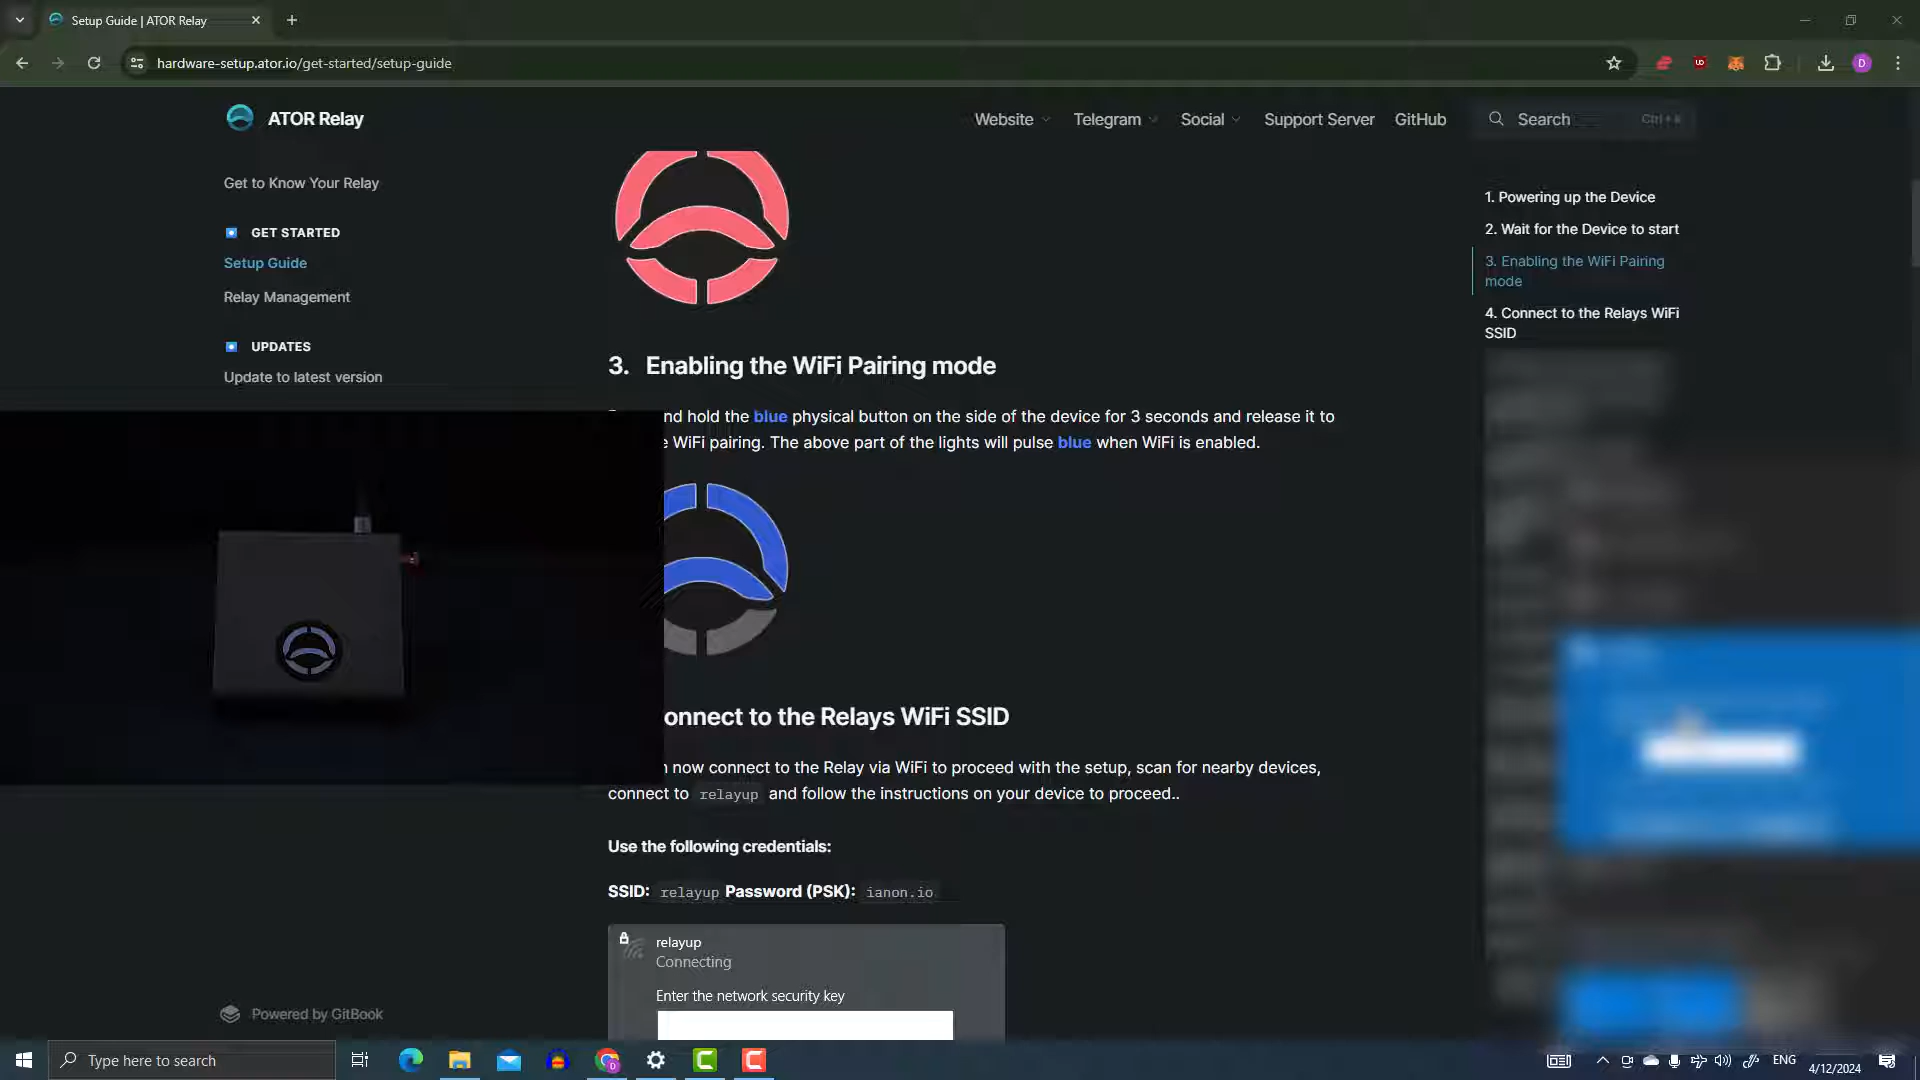 Setup Guide | ATOR Relay
hardware-setup.ator.io/get-started/setup-guide
D
ATOR Relay
Website
Telegram
Social
Support Server
GitHub
Search
Get to Know Your Relay
GET STARTED
Setup Guide
Relay Management
UPDATES
Update to latest version
3. Enabling the WiFi Pairing mode
nd hold the blue physical button on the side of the device for 3 seconds and release it to
e WiFi pairing. The above part of the lights will pulse blue when WiFi is enabled.
onnect to the Relays WiFi SSID
now connect to the Relay via WiFi to proceed with the setup, scan for nearby devices,
connect to relayup and follow the instructions on your device to proceed..
Use the following credentials:
SSID: relayup Password (PSK): ianon.io
relayup
Connecting
Enter the network security key
1. Powering up the Device
2. Wait for the Device to start
3. Enabling the WiFi Pairing
mode
4. Connect to the Relays WiFi
SSID
Powered by GitBook
Type here to search
ENG
4/12/2024